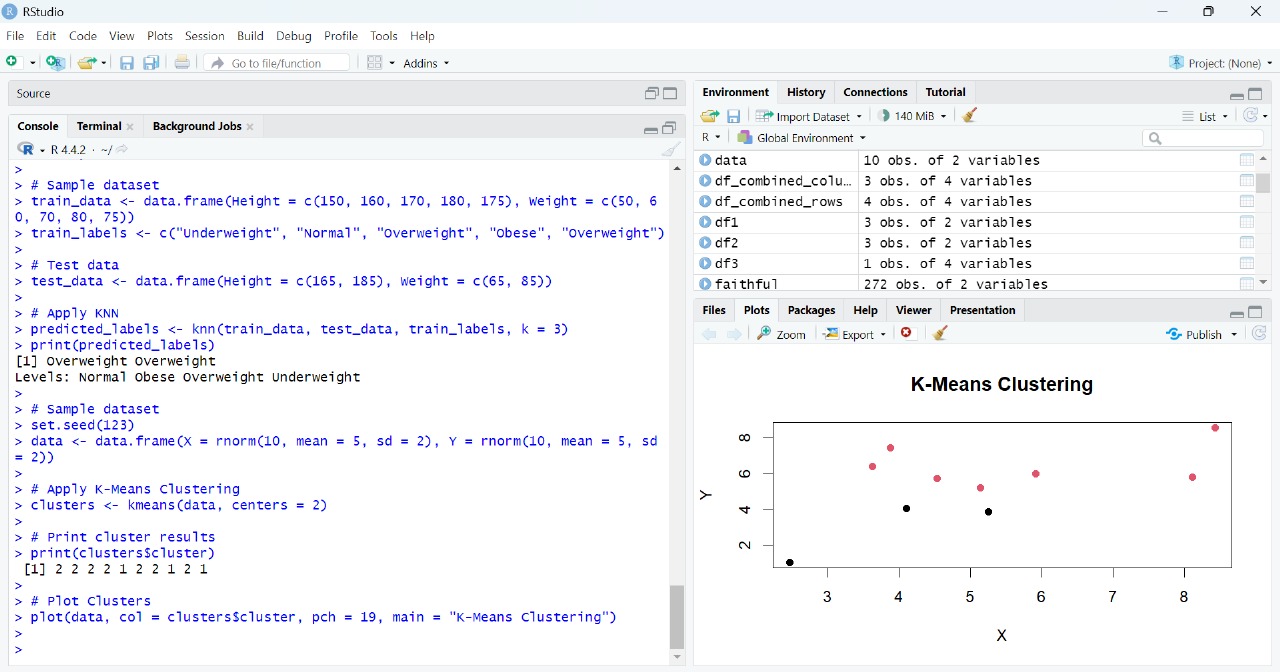 RStudio
File Edit Code View Plots Session Build Debug Profile Tools Help
Go to file/function Addins Project: (None)
Source
Console Terminal Background Jobs
R 4.4.2 · ~/
>
> # Sample dataset
> train_data <- data.frame(Height = c(150, 160, 170, 180, 175), Weight = c(50, 6
0, 70, 80, 75))
> train_labels <- c("Underweight", "Normal", "Overweight", "Obese", "Overweight")
>
> # Test data
> test_data <- data.frame(Height = c(165, 185), Weight = c(65, 85))
>
> # Apply KNN
> predicted_labels <- knn(train_data, test_data, train_labels, k = 3)
> print(predicted_labels)
[1] Overweight Overweight
Levels: Normal Obese Overweight Underweight
>
> # Sample dataset
> set.seed(123)
> data <- data.frame(X = rnorm(10, mean = 5, sd = 2), Y = rnorm(10, mean = 5, sd
= 2))
>
> # Apply K-Means Clustering
> clusters <- kmeans(data, centers = 2)
>
> # Print cluster results
> print(clusters$cluster)
[1] 2 2 2 2 1 2 2 1 2 1
>
> # Plot Clusters
> plot(data, col = clusters$cluster, pch = 19, main = "K-Means Clustering")
>
>
Environment History Connections Tutorial
Import Dataset 140 MiB List
R Global Environment
data 10 obs. of 2 variables
df_combined_colu... 3 obs. of 4 variables
df_combined_rows 4 obs. of 4 variables
df1 3 obs. of 2 variables
df2 3 obs. of 2 variables
df3 1 obs. of 4 variables
faithful 272 obs. of 2 variables
Files Plots Packages Help Viewer Presentation
Zoom Export Publish
K-Means Clustering
8
6
Y
4
2
3 4 5 6 7 8
X